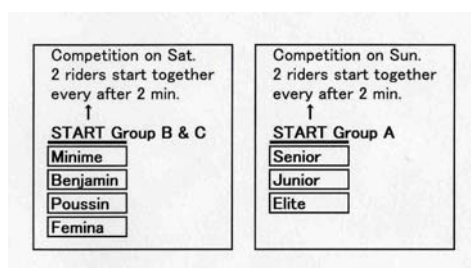 Competition on Sat.
2 riders start together
every after 2 min.
↑
START Group B & C
Minime
Benjamin
Poussin
Femina
Competition on Sun.
2 riders start together
every after 2 min.
↑
START Group A
Senior
Junior
Elite